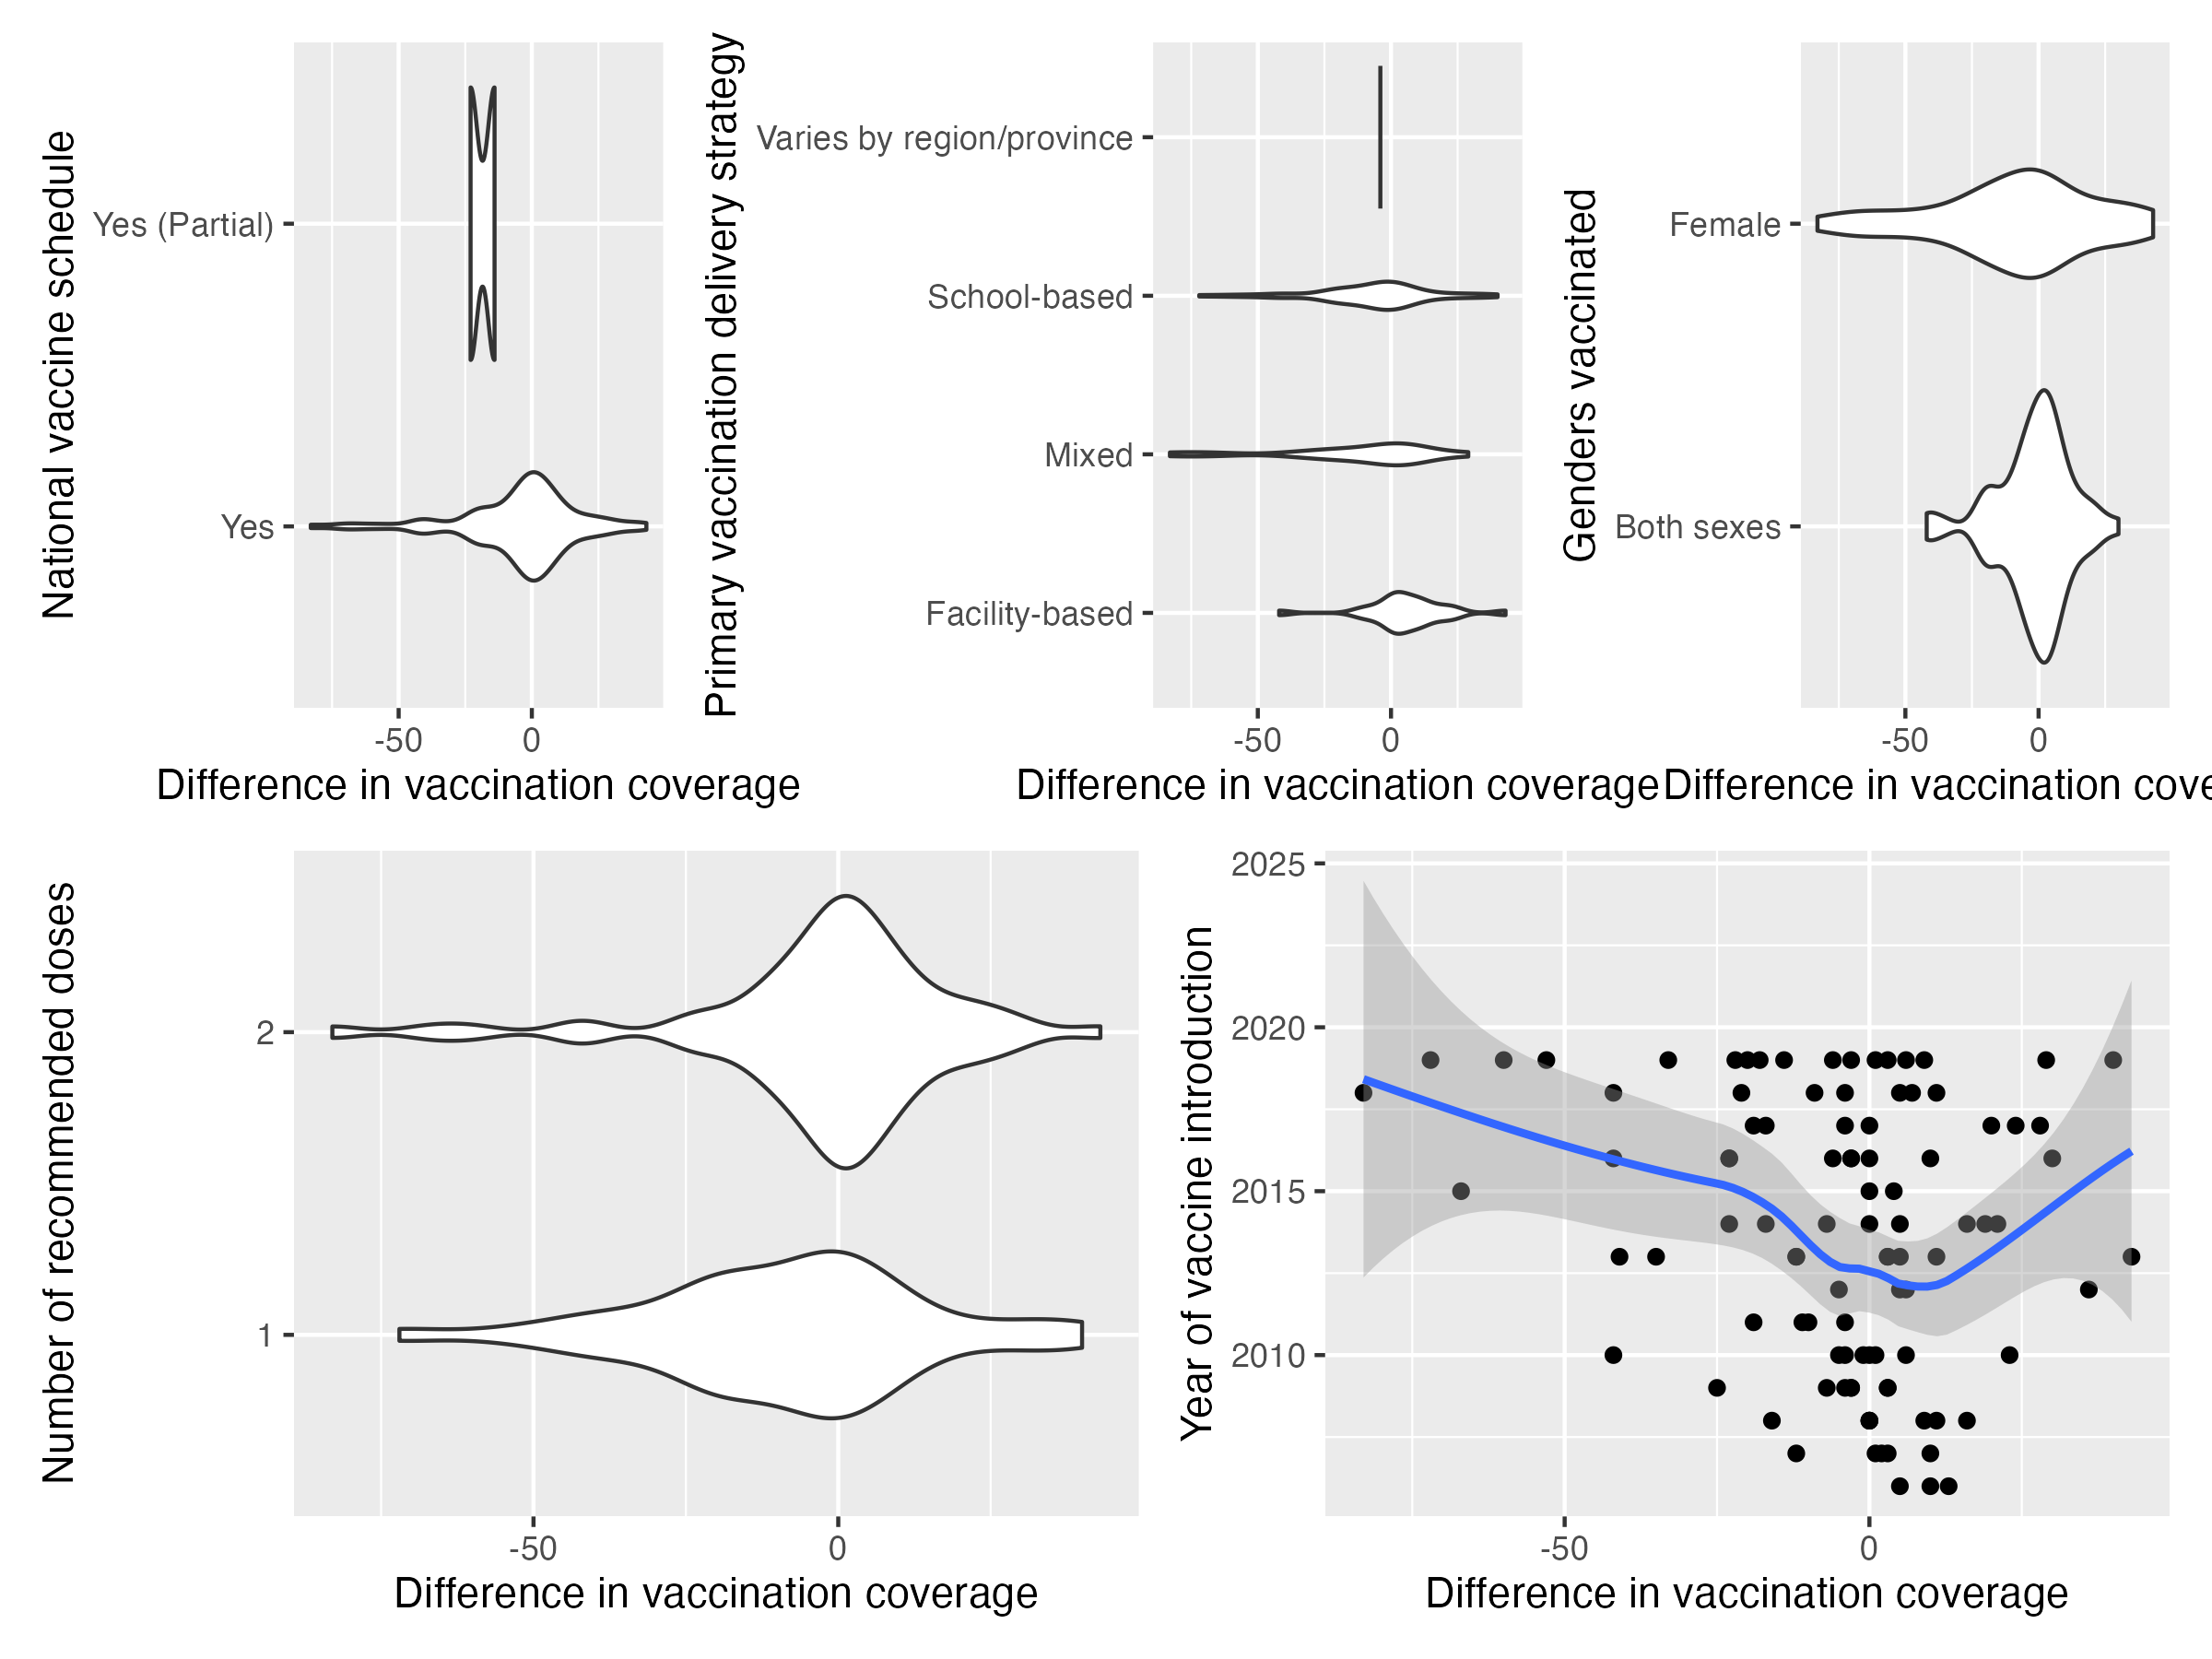 National vaccine schedule
Yes (Partial)
Yes
-50
0
Difference in vaccination coverage
Primary vaccination delivery strategy
Varies by region/province
School-based
Mixed
Facility-based
-50
0
Difference in vaccination coverage
Genders vaccinated
Female
Both sexes
-50
0
Difference in vaccination cove
Number of recommended doses
2
1
-50
0
Difference in vaccination coverage
Year of vaccine introduction
2025
2020
2015
2010
-50
0
Difference in vaccination coverage